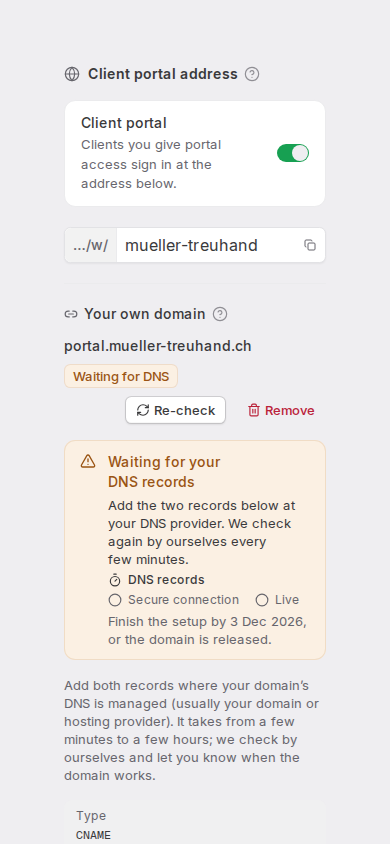 Client portal address
Client portal
Clients you give portal
access sign in at the
address below.
.../w/ mueller-treuhand
Your own domain
portal.mueller-treuhand.ch
Waiting for DNS
Re-check Remove
Waiting for your
DNS records
Add the two records below at
your DNS provider. We check
again by ourselves every
few minutes.
DNS records
Secure connection Live
Finish the setup by 3 Dec 2026,
or the domain is released.
Add both records where your domain’s
DNS is managed (usually your domain or
hosting provider). It takes from a few
minutes to a few hours; we check by
ourselves and let you know when the
domain works.
Type
CNAME